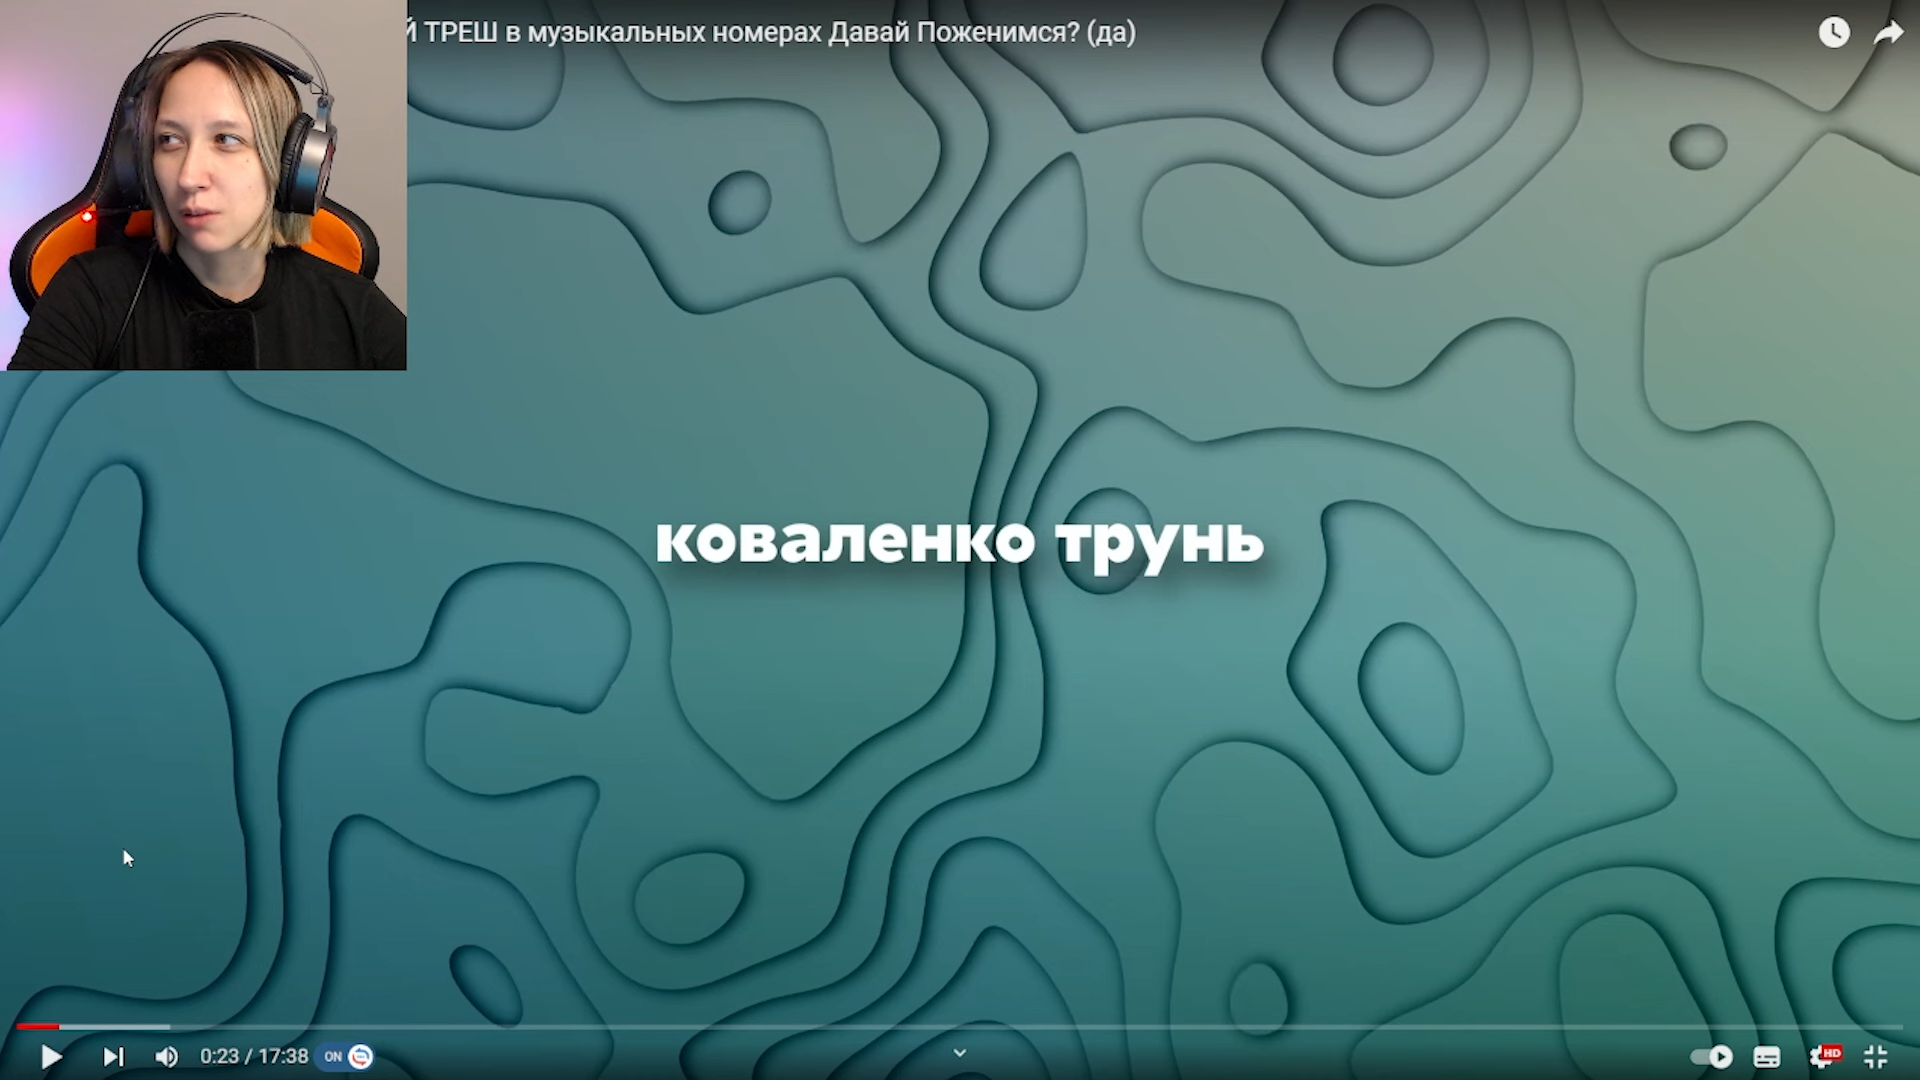 Й ТРЕШ в музыкальных номерах Давай Поженимся? (да)
коваленко трунь
0:23 / 17:38
ON
HD